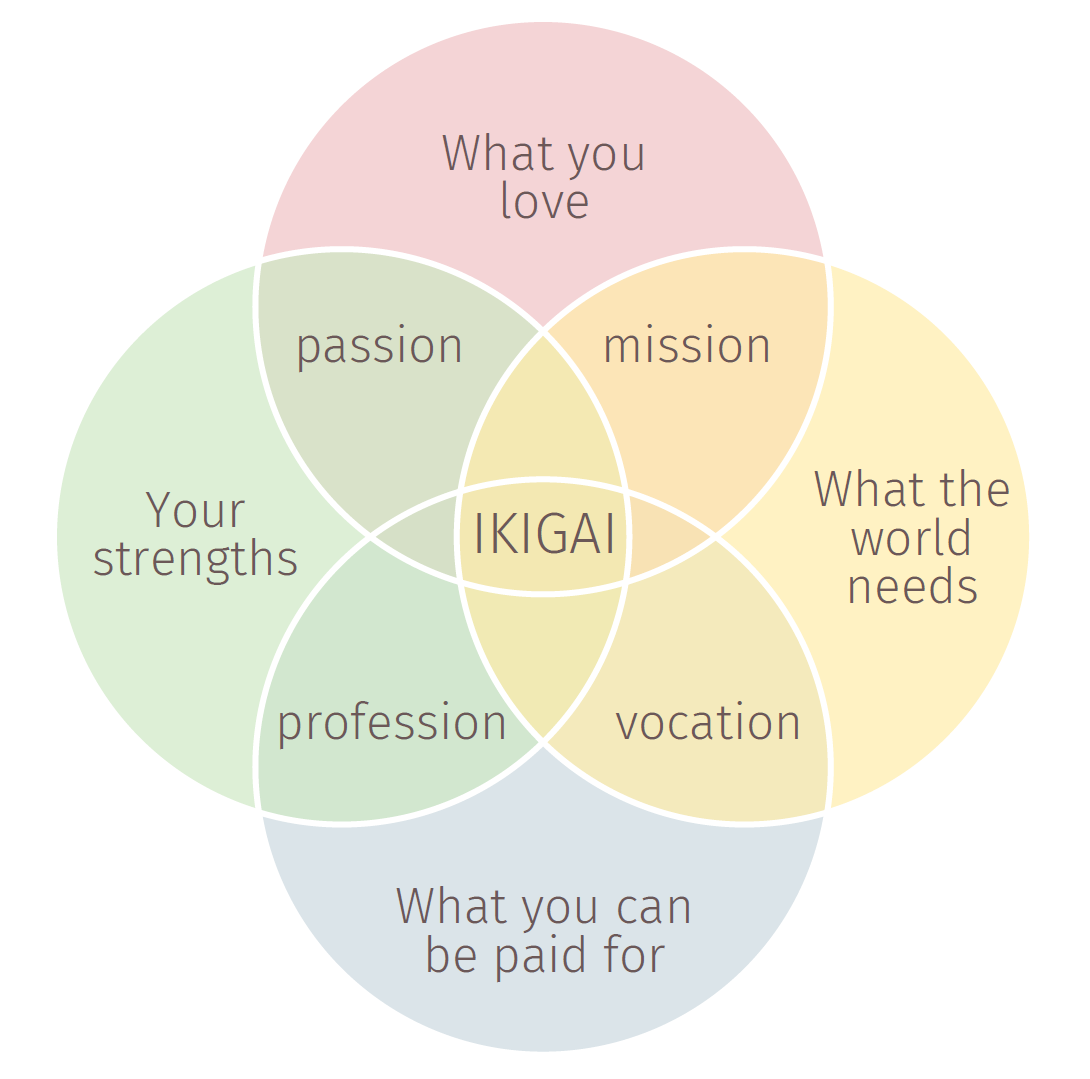 What you
love
passion
mission
Your
strengths
IKIGAI
What the
world
needs
profession
vocation
What you can
be paid for